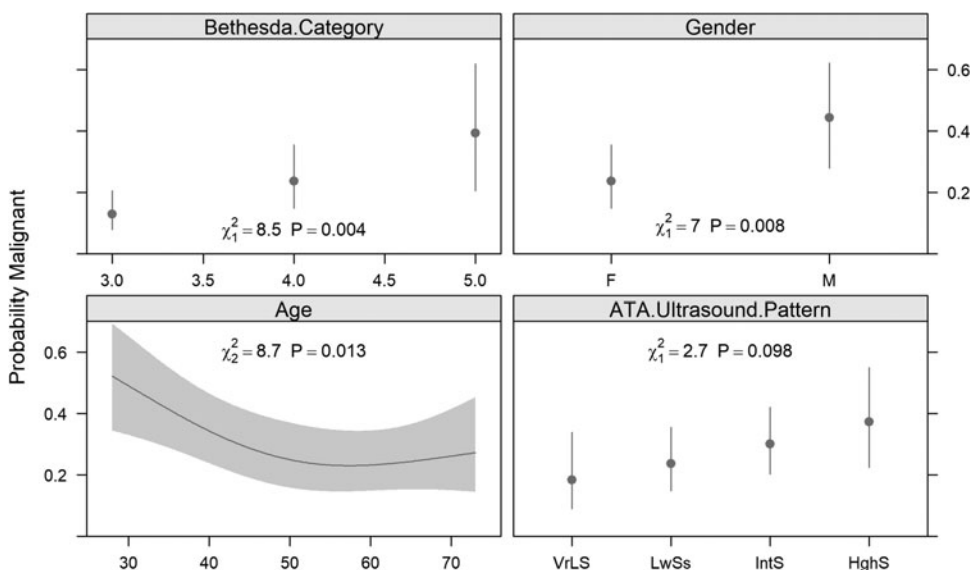 Probability Malignant
Bethesda.Category
Gender
0.6
0.4
0.2
χ²₁ = 8.5 P = 0.004
χ²₁ = 7 P = 0.008
3.0 3.5 4.0 4.5 5.0
F M
Age
ATA.Ultrasound.Pattern
0.6
0.4
0.2
χ²₂ = 8.7 P = 0.013
χ²₁ = 2.7 P = 0.098
30 40 50 60 70
VrLS LwSs IntS HghS